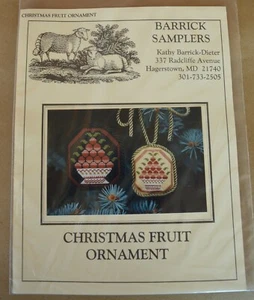 CHRISTMAS FRUIT ORNAMENT
BARRICK
SAMPLERS
Kathy Barrick-Dieter
337 Radcliffe Avenue
Hagerstown, MD 21740
301-733-2505
CHRISTMAS FRUIT
ORNAMENT